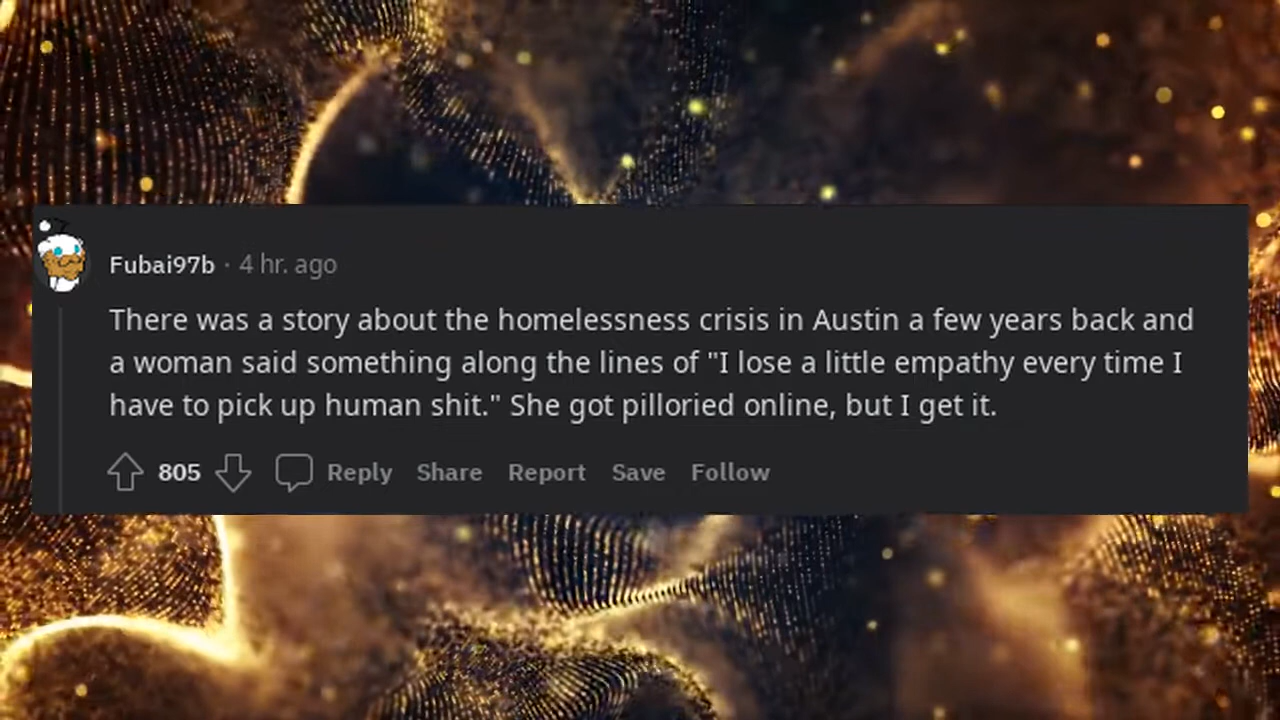 Fubai97b · 4 hr. ago
There was a story about the homelessness crisis in Austin a few years back and
a woman said something along the lines of "I lose a little empathy every time I
have to pick up human shit." She got pilloried online, but I get it.
805 Reply Share Report Save Follow